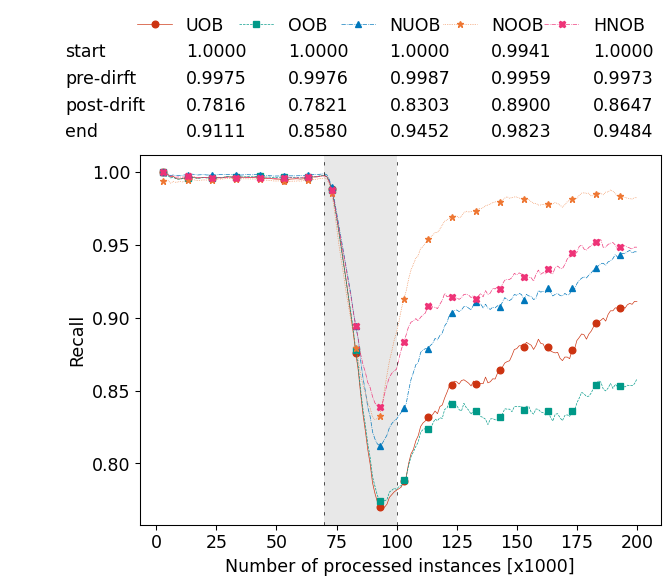 UOB OOB NUOB NOOB HNOB
start 1.0000 1.0000 1.0000 0.9941 1.0000
pre-dirft 0.9975 0.9976 0.9987 0.9959 0.9973
post-drift 0.7816 0.7821 0.8303 0.8900 0.8647
end 0.9111 0.8580 0.9452 0.9823 0.9484
1.00
0.95
0.90
0.85
0.80
Recall
0 25 50 75 100 125 150 175 200
Number of processed instances [x1000]